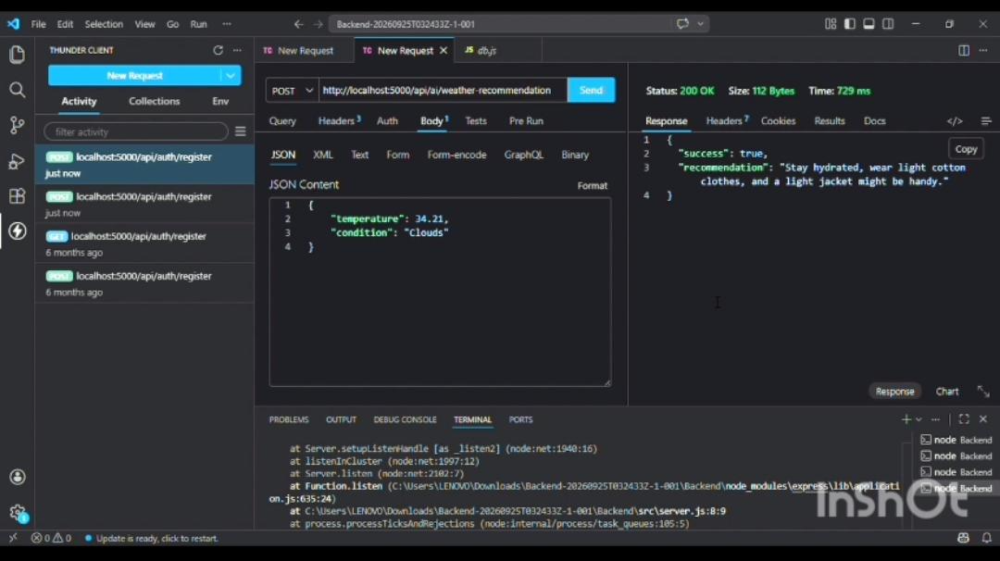 File Edit Selection View Go Run ··· Backend-20260925T032433Z-1-001
THUNDER CLIENT
New Request
Activity Collections Env
filter activity
POST localhost:5000/api/auth/register
just now
POST localhost:5000/api/auth/register
just now
GET localhost:5000/api/auth/register
6 months ago
POST localhost:5000/api/auth/register
6 months ago
TC New Request TC New Request JS db.js
POST http://localhost:5000/api/ai/weather-recommendation Send
Query Headers 3 Auth Body 1 Tests Pre Run
JSON XML Text Form Form-encode GraphQL Binary
JSON Content Format
1 {
2 "temperature": 34.21,
3 "condition": "Clouds"
4 }
Status: 200 OK Size: 112 Bytes Time: 729 ms
Response Headers 7 Cookies Results Docs </>
Copy
1 {
2 "success": true,
3 "recommendation": "Stay hydrated, wear light cotton
clothes, and a light jacket might be handy."
4 }
Response Chart
PROBLEMS OUTPUT DEBUG CONSOLE TERMINAL PORTS
at Server.setupListenHandle [as _listen2] (node:net:1940:16)
at listenInCluster (node:net:1997:12)
at Server.listen (node:net:2102:7)
at Function.listen (C:\Users\LENOVO\Downloads\Backend-20260925T032433Z-1-001\Backend\node_modules\express\lib\applicati
on.js:635:24)
at C:\Users\LENOVO\Downloads\Backend-20260925T032433Z-1-001\Backend\src\server.js:8:9
at process.processTicksAndRejections (node:internal/process/task_queues:105:5)
node Backend
node Backend
node Backend
node Backend
InShOt
0 0 Update is ready, click to restart.
1